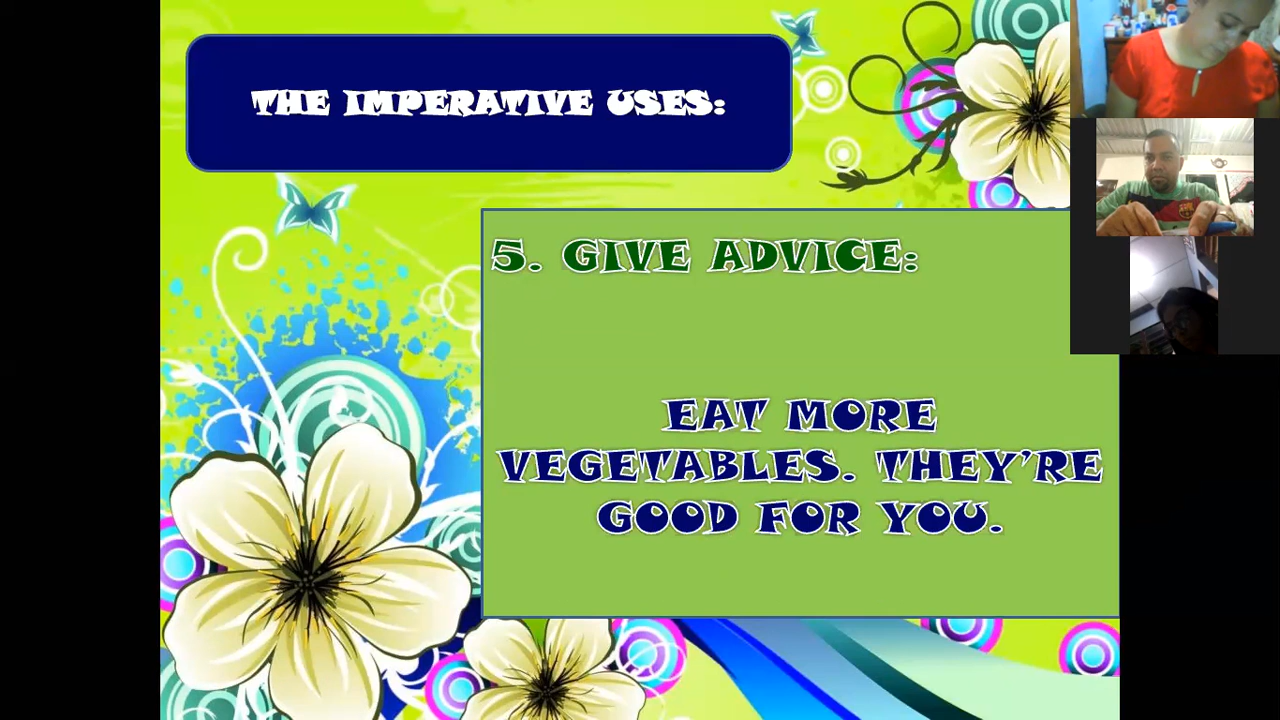 THE IMPERATIVE USES:
5. GIVE ADVICE:
EAT MORE
VEGETABLES. THEY'RE
GOOD FOR YOU.